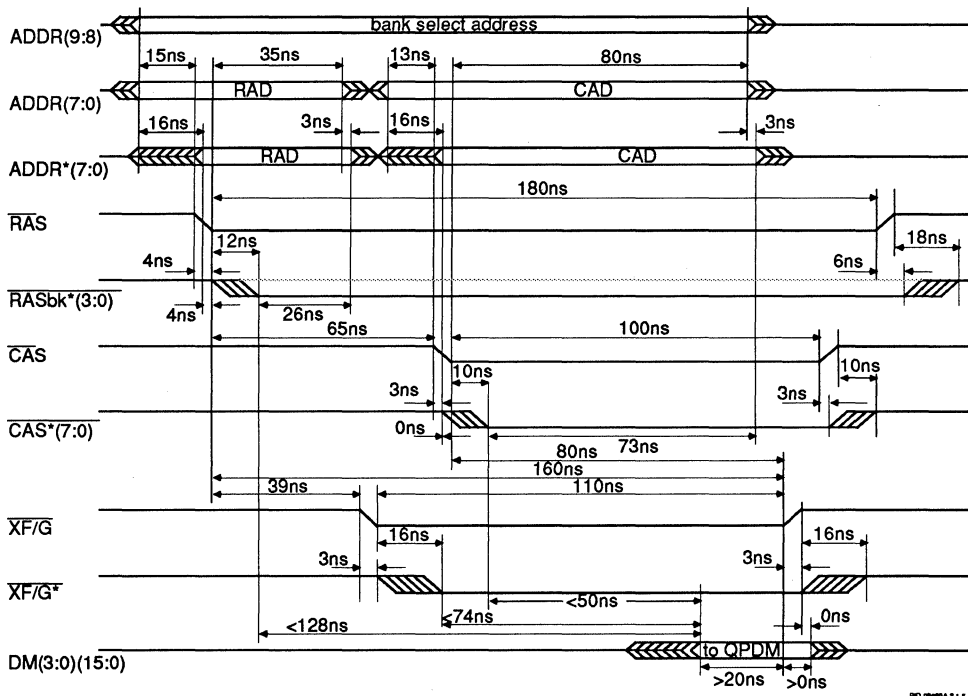 bank select address
ADDR(9:8)
15ns 35ns 13ns 80ns
RAD CAD
ADDR(7:0)
16ns 3ns 16ns 3ns
RAD CAD
ADDR*(7:0)
180ns
RAS
12ns 18ns
4ns 6ns
RASbk*(3:0)
4ns 26ns
65ns 100ns
CAS
10ns 10ns
3ns 3ns
CAS*(7:0)
0ns 73ns
80ns
160ns
39ns 110ns
XF/G
16ns 16ns
3ns 3ns
XF/G*
<50ns
<74ns 0ns
<128ns
to QPDM
DM(3:0)(15:0)
>20ns >0ns